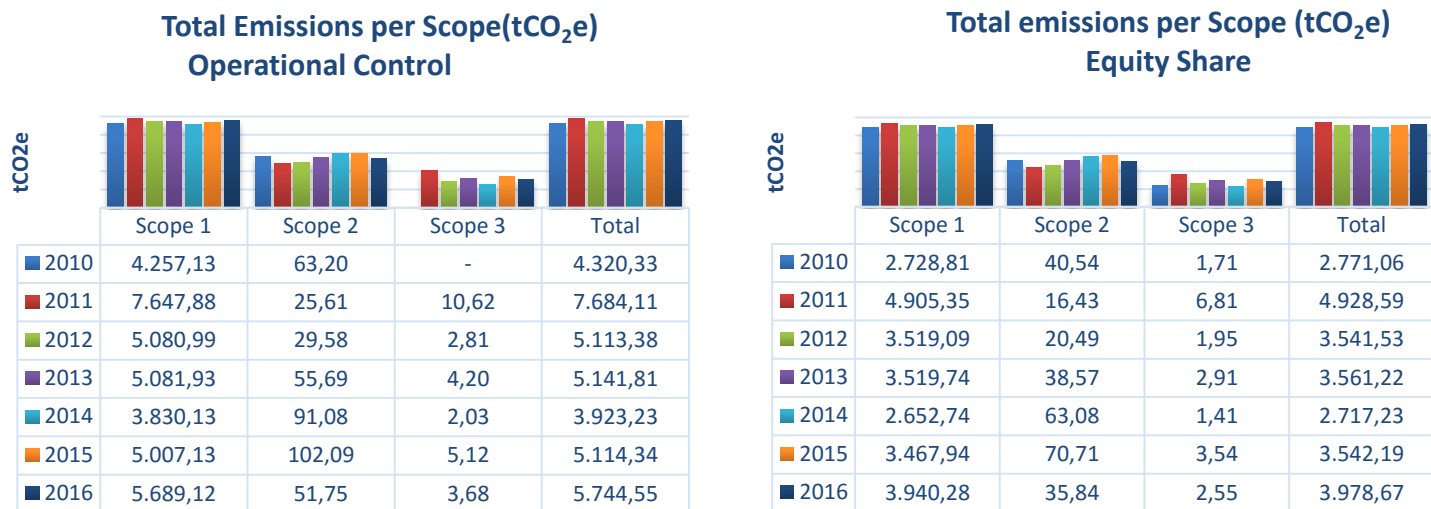 Total Emissions per Scope(tCO₂e)
Operational Control
tCO2e
Scope 1 Scope 2 Scope 3 Total
2010 4.257,13 63,20 - 4.320,33
2011 7.647,88 25,61 10,62 7.684,11
2012 5.080,99 29,58 2,81 5.113,38
2013 5.081,93 55,69 4,20 5.141,81
2014 3.830,13 91,08 2,03 3.923,23
2015 5.007,13 102,09 5,12 5.114,34
2016 5.689,12 51,75 3,68 5.744,55
Total emissions per Scope (tCO₂e)
Equity Share
tCO2e
Scope 1 Scope 2 Scope 3 Total
2010 2.728,81 40,54 1,71 2.771,06
2011 4.905,35 16,43 6,81 4.928,59
2012 3.519,09 20,49 1,95 3.541,53
2013 3.519,74 38,57 2,91 3.561,22
2014 2.652,74 63,08 1,41 2.717,23
2015 3.467,94 70,71 3,54 3.542,19
2016 3.940,28 35,84 2,55 3.978,67